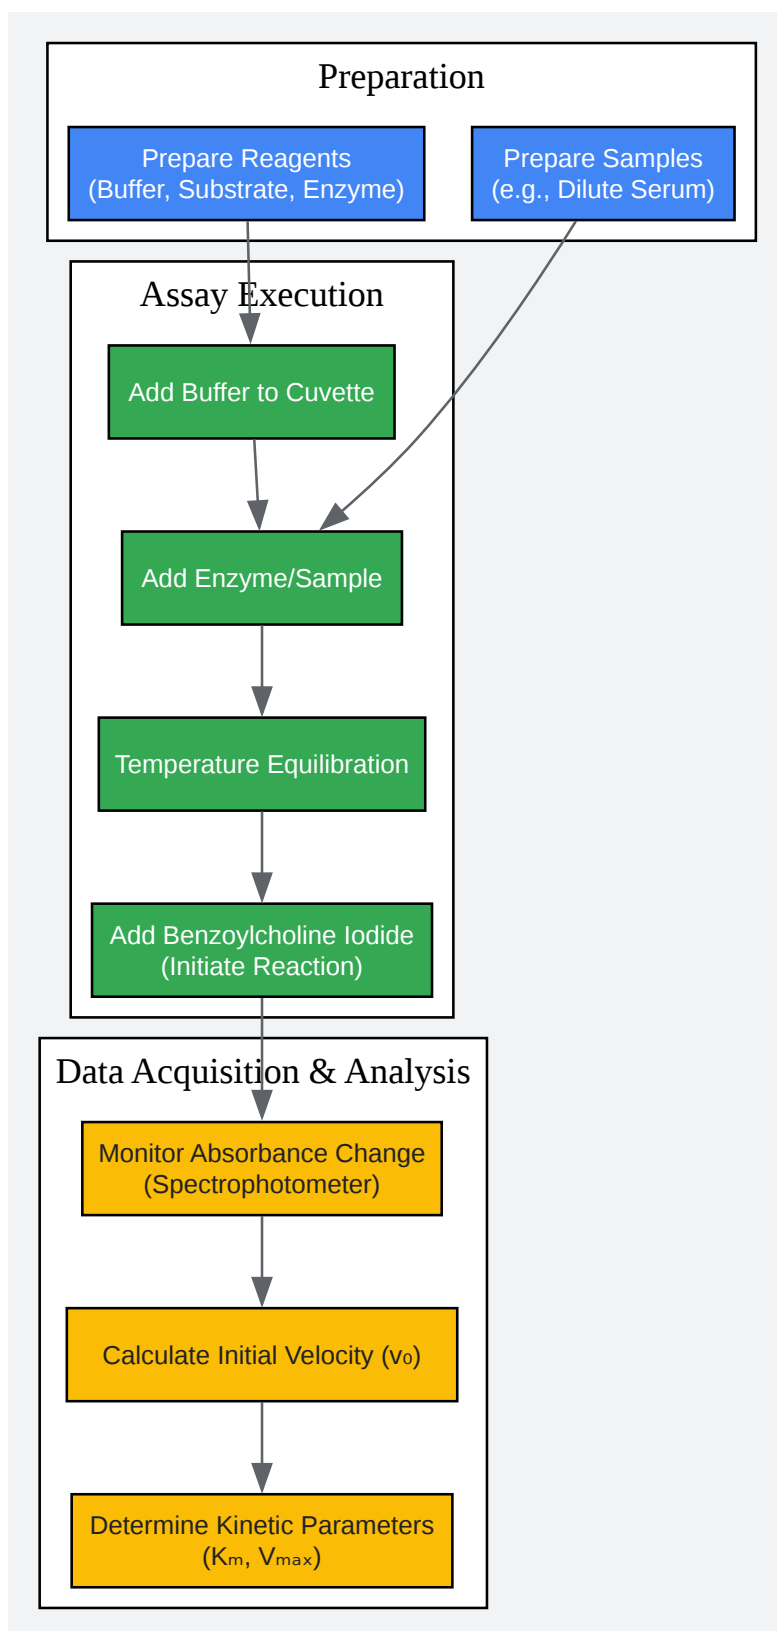 Preparation
Prepare Reagents
(Buffer, Substrate, Enzyme)
Prepare Samples
(e.g., Dilute Serum)
Assay Execution
Add Buffer to Cuvette
Add Enzyme/Sample
Temperature Equilibration
Add Benzoylcholine Iodide
(Initiate Reaction)
Data Acquisition & Analysis
Monitor Absorbance Change
(Spectrophotometer)
Calculate Initial Velocity (v₀)
Determine Kinetic Parameters
(Kₘ, Vₘₐₓ)